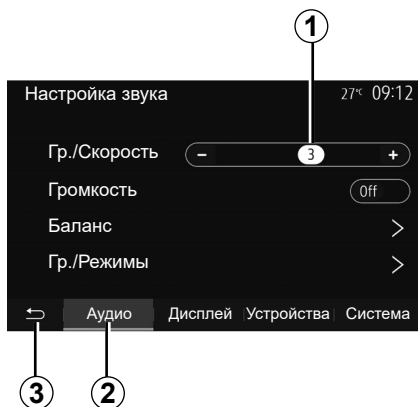 1
Настройка звука 27°C 09:12
Гр./Скорость − 3 +
Громкость Off
Баланс >
Гр./Режимы >
Аудио Дисплей Устройства Система
3 2